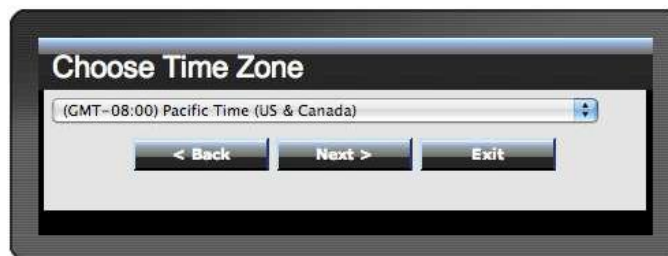 Choose Time Zone
(GMT-08:00) Pacific Time (US & Canada)
< Back Next > Exit